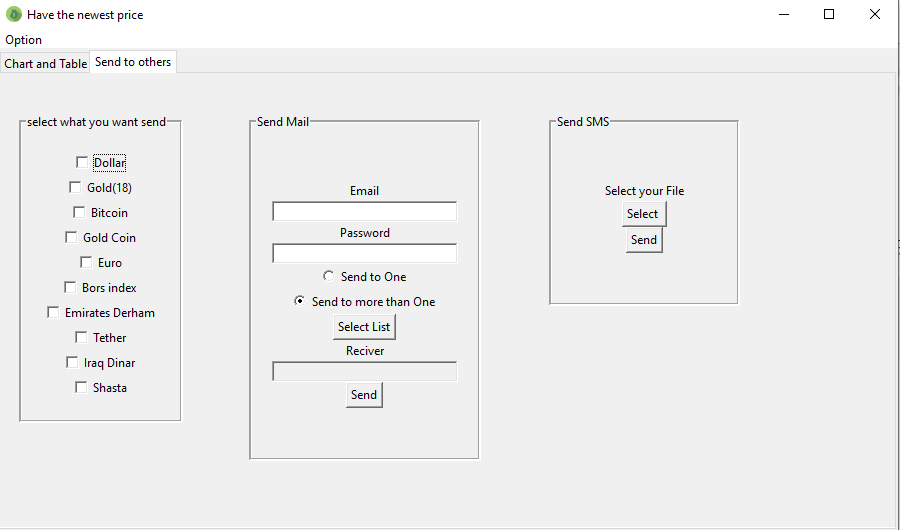 Have the newest price
Option
Chart and Table
Send to others
select what you want send
Dollar
Gold(18)
Bitcoin
Gold Coin
Euro
Bors index
Emirates Derham
Tether
Iraq Dinar
Shasta
Send Mail
Email
Password
Send to One
Send to more than One
Select List
Reciver
Send
Send SMS
Select your File
Select
Send